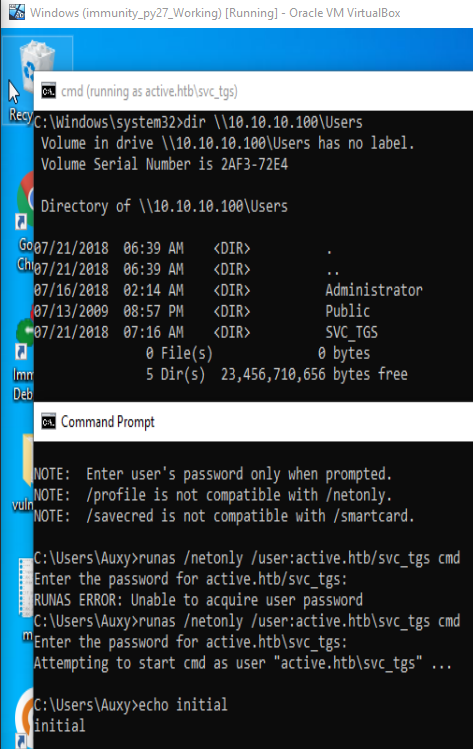 Windows (immunity_py27_Working) [Running] - Oracle VM VirtualBox
Recy
cmd (running as active.htb\svc_tgs)
C:\Windows\system32>dir \\10.10.10.100\Users
Volume in drive \\10.10.10.100\Users has no label.
Volume Serial Number is 2AF3-72E4
Directory of \\10.10.10.100\Users
07/21/2018  06:39 AM    <DIR>          .
07/21/2018  06:39 AM    <DIR>          ..
07/16/2018  02:14 AM    <DIR>          Administrator
07/13/2009  08:57 PM    <DIR>          Public
07/21/2018  07:16 AM    <DIR>          SVC_TGS
0 File(s)              0 bytes
5 Dir(s)  23,456,710,656 bytes free
Go
Ch
Imm
Deb
Command Prompt
NOTE:  Enter user's password only when prompted.
NOTE:  /profile is not compatible with /netonly.
NOTE:  /savecred is not compatible with /smartcard.
vuln
C:\Users\Auxy>runas /netonly /user:active.htb/svc_tgs cmd
Enter the password for active.htb/svc_tgs:
RUNAS ERROR: Unable to acquire user password
C:\Users\Auxy>runas /netonly /user:active.htb\svc_tgs cmd
Enter the password for active.htb\svc_tgs:
Attempting to start cmd as user "active.htb\svc_tgs" ...
m
C:\Users\Auxy>echo initial
initial